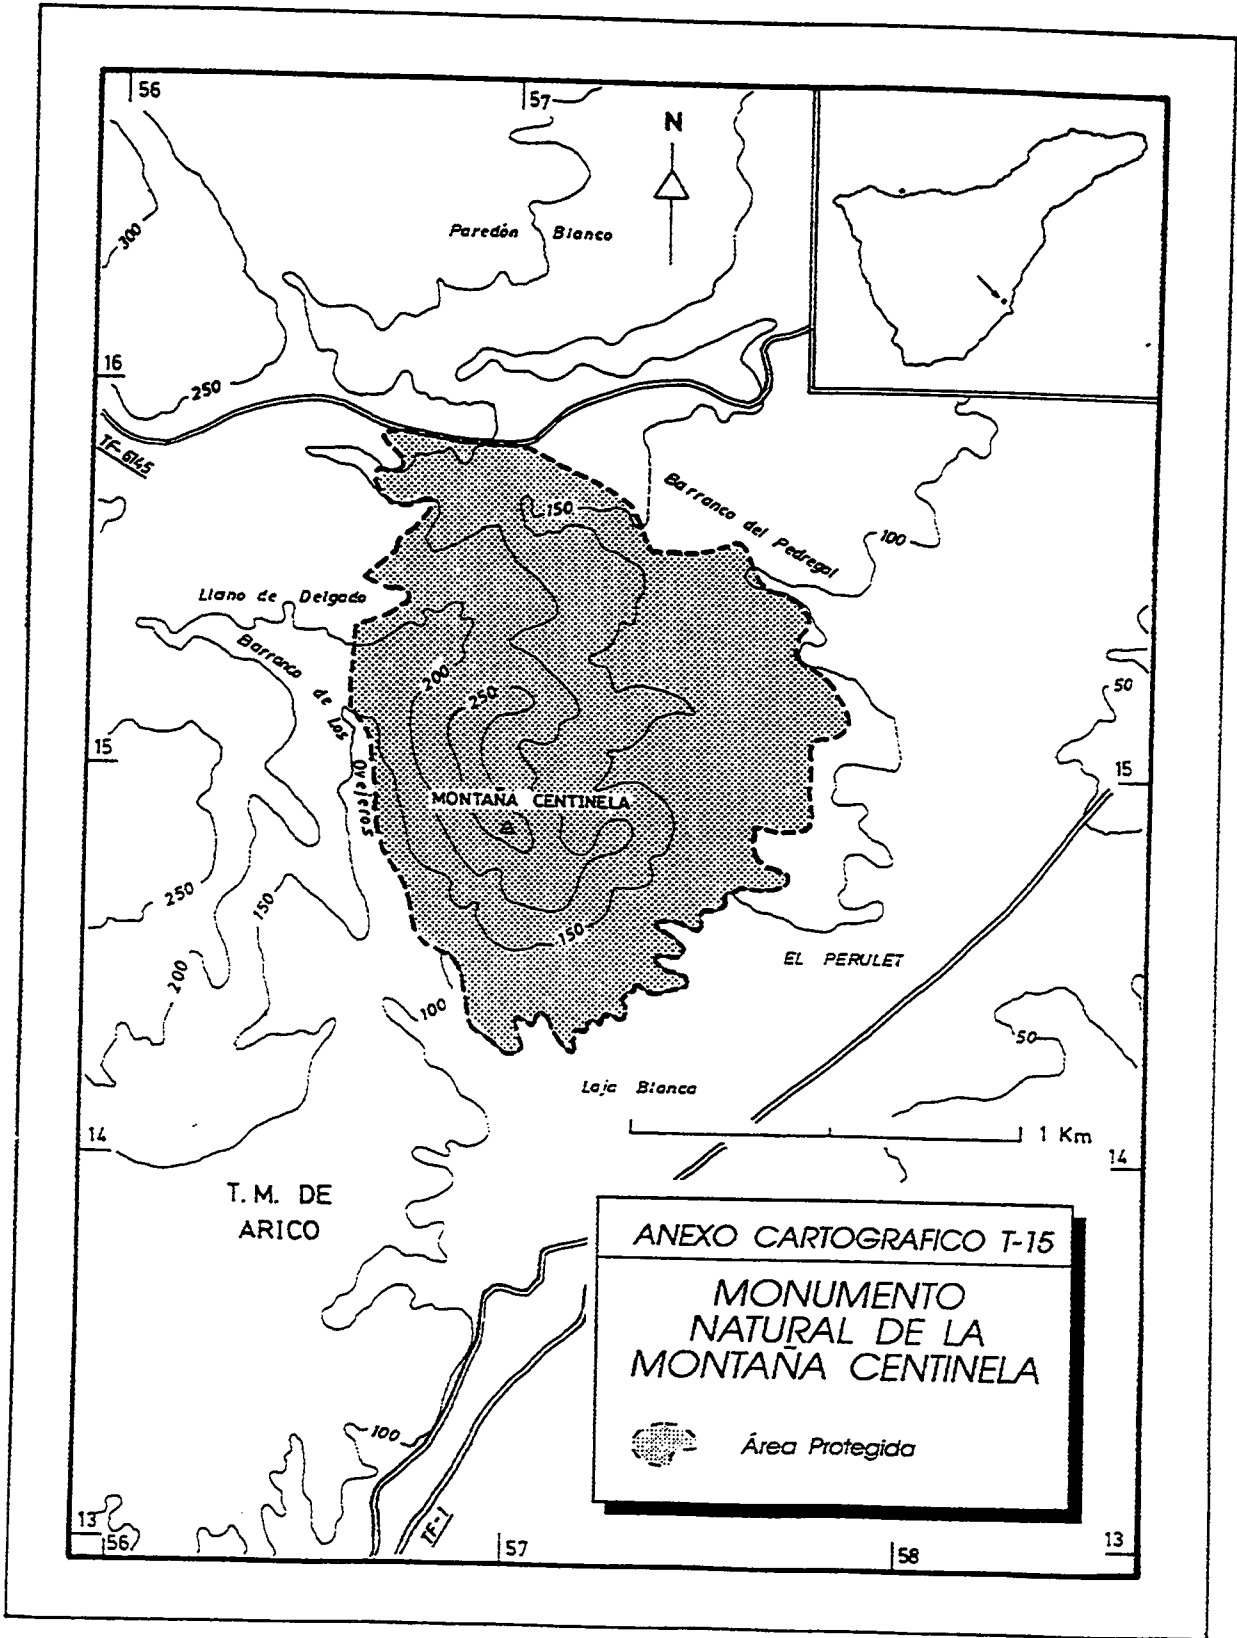 56
57
N
Paredón Blanco
300
16
250
TF-6145
150
Barranco del Pedregal
100
Llano de Delgado
Barranco de Los Ovejeros
200
250
50
15
15
MONTAÑA CENTINELA
250
150
150
200
EL PERULET
100
50
Laja Blanca
1 Km
14
14
T.M. DE
ARICO
ANEXO CARTOGRAFICO T-15
MONUMENTO
NATURAL DE LA
MONTAÑA CENTINELA
Área Protegida
100
TF-1
13
56
57
58
13